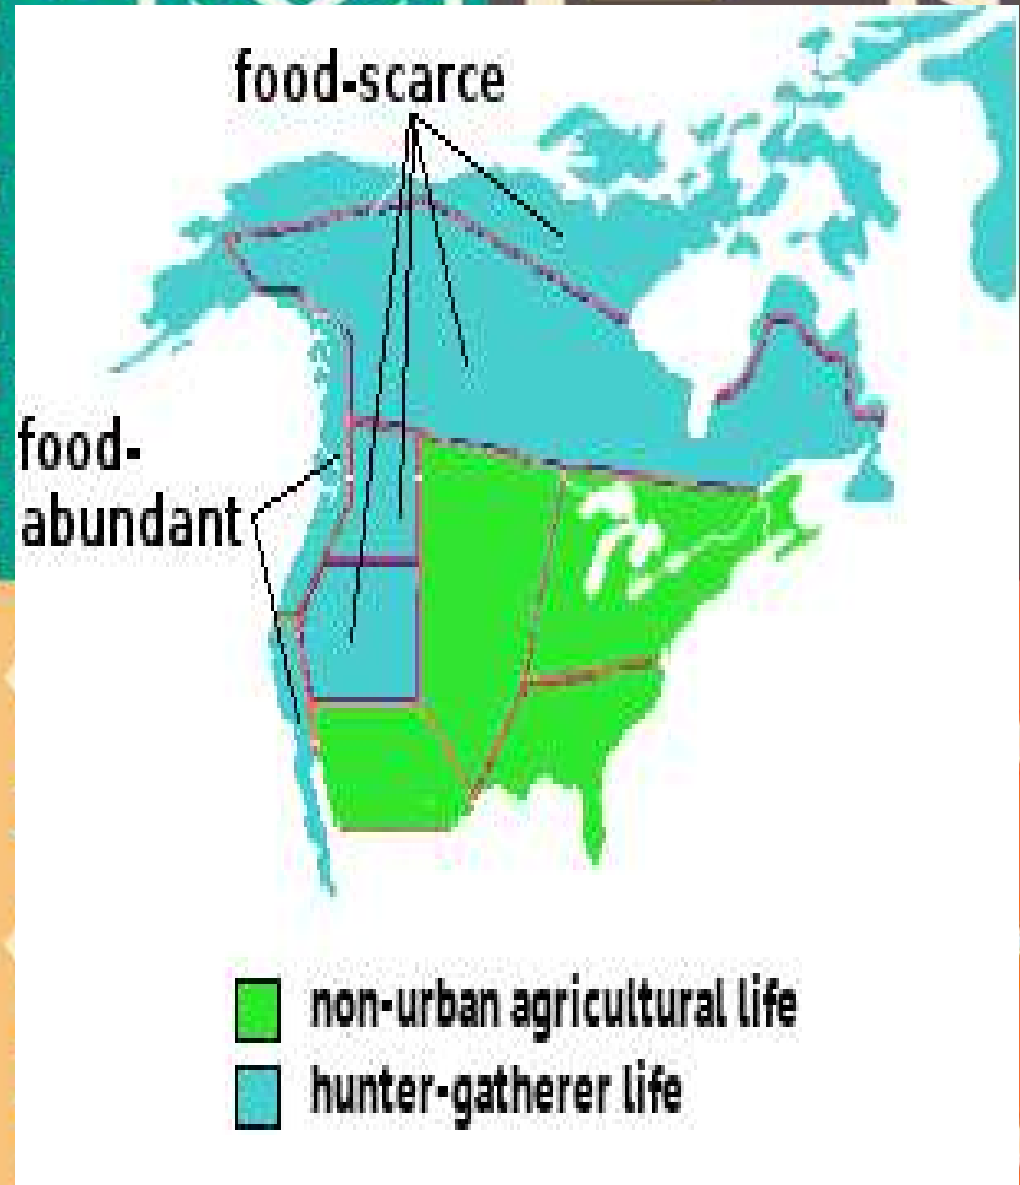 food-scarce
food-
abundant
non-urban agricultural life
hunter-gatherer life